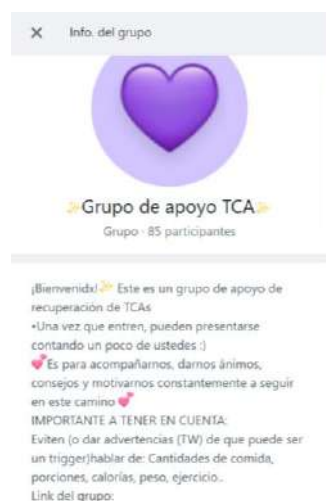 Info. del grupo
✨Grupo de apoyo TCA✨
Grupo · 85 participantes
¡Bienvenidx!✨ Este es un grupo de apoyo de
recuperación de TCAs
•Una vez que entren, pueden presentarse
contando un poco de ustedes :)
💕Es para acompañarnos, darnos ánimos,
consejos y motivarnos constantemente a seguir
en este camino💕
IMPORTANTE A TENER EN CUENTA:
Eviten (o dar advertencias (TW) de que puede ser
un trigger)hablar de: Cantidades de comida,
porciones, calorías, peso, ejercicio..
Link del grupo: